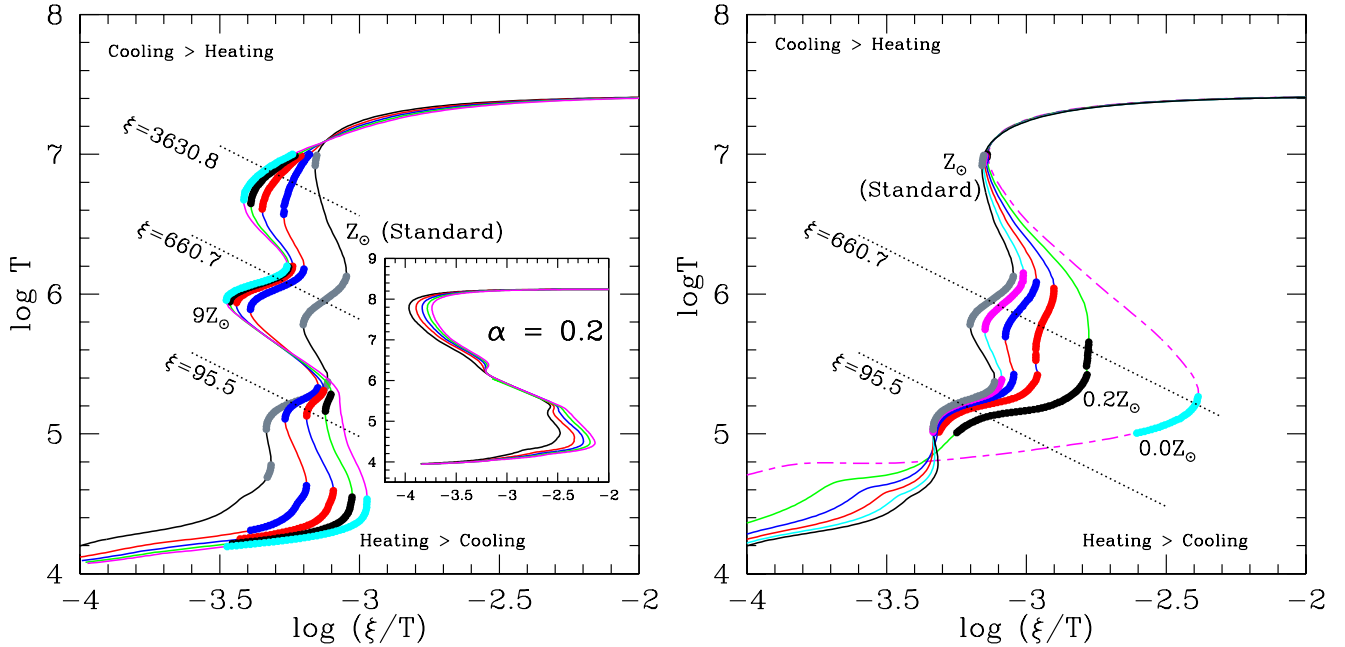 8
7
6
5
4
log T
Cooling > Heating
ξ=3630.8
ξ=660.7
Z⊙ (Standard)
9Z⊙
ξ=95.5
9
8
7
6
5
4
α = 0.2
−4 −3.5 −3 −2.5 −2
Heating > Cooling
−4 −3.5 −3 −2.5 −2
log (ξ/T)
8
7
6
5
4
logT
Cooling > Heating
Z⊙
(Standard)
ξ=660.7
ξ=95.5
0.2Z⊙
0.0Z⊙
Heating > Cooling
−4 −3.5 −3 −2.5 −2
log (ξ/T)